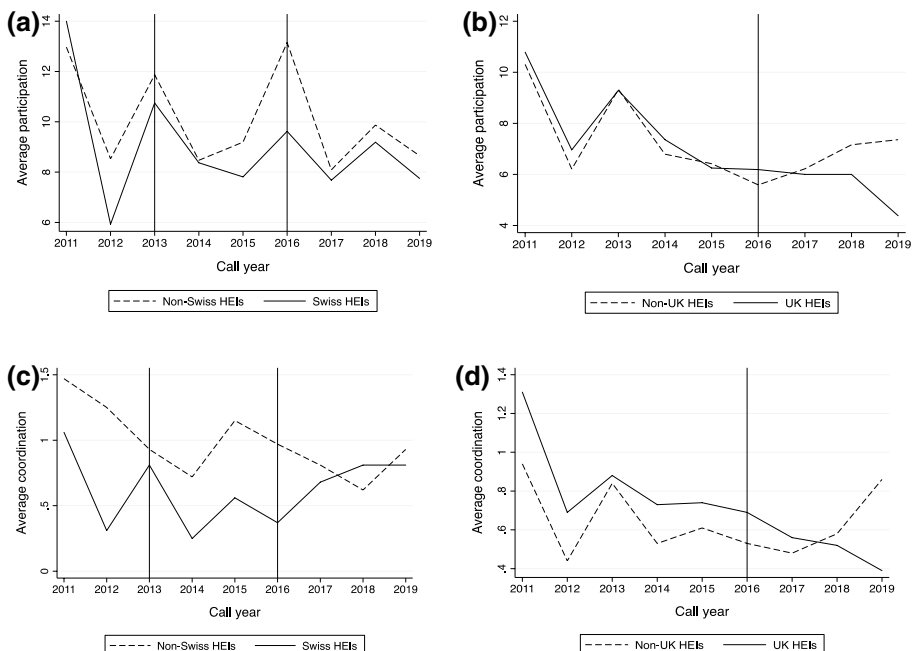 (a)
Average participation
14
12
10
8
6
2011 2012 2013 2014 2015 2016 2017 2018 2019
Call year
Non-Swiss HEIs Swiss HEIs
(b)
Average participation
12
10
8
6
4
2011 2012 2013 2014 2015 2016 2017 2018 2019
Call year
Non-UK HEIs UK HEIs
(c)
Average coordination
1.5
1
.5
0
2011 2012 2013 2014 2015 2016 2017 2018 2019
Call year
Non-Swiss HEIs Swiss HEIs
(d)
Average coordination
1.4
1.2
1
.8
.6
.4
2011 2012 2013 2014 2015 2016 2017 2018 2019
Call year
Non-UK HEIs UK HEIs